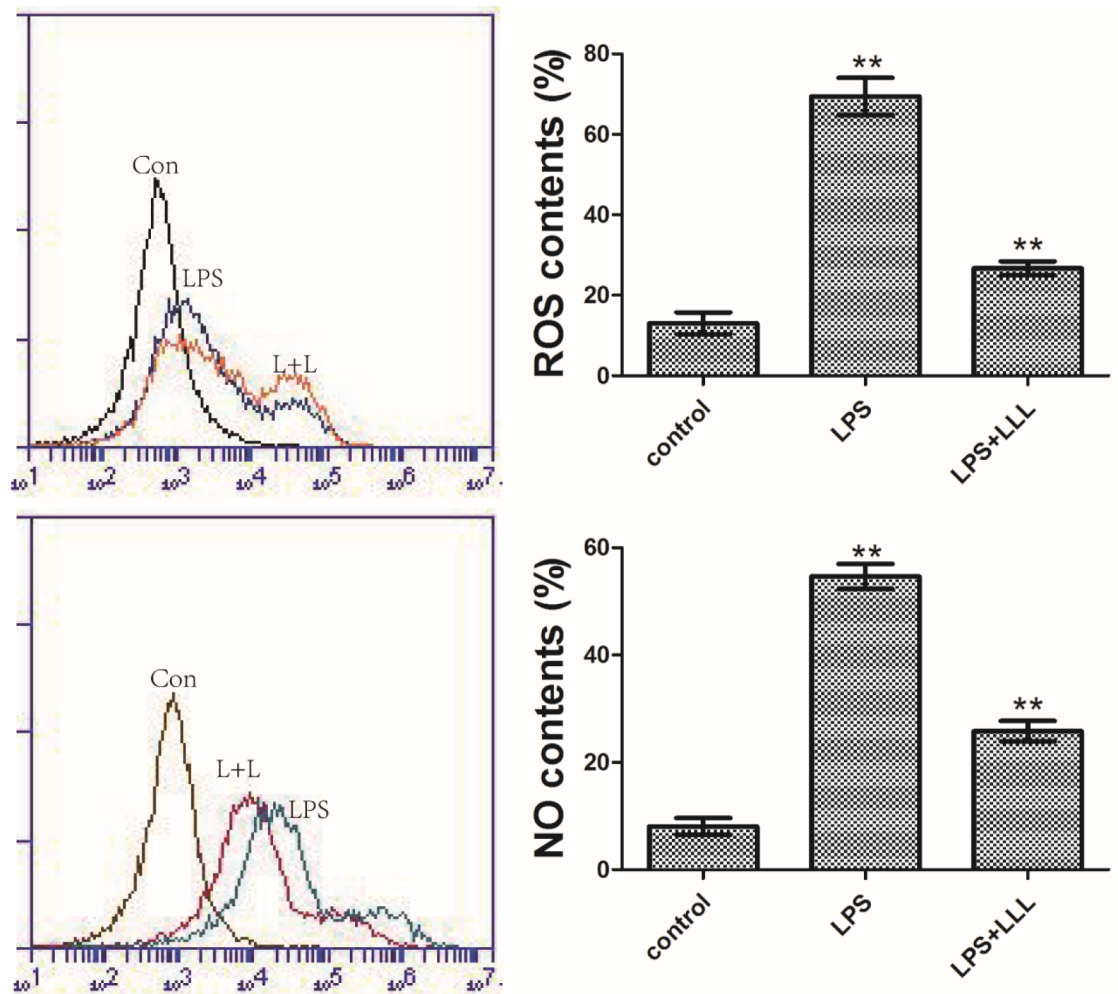 Con
LPS
L+L
10^1 10^2 10^3 10^4 10^5 10^6 10^7.
ROS contents (%)
80
60
40
20
0
**
**
control
LPS
LPS+LLL
Con
L+L
LPS
10^1 10^2 10^3 10^4 10^5 10^6 10^7.
NO contents (%)
60
40
20
0
**
**
control
LPS
LPS+LLL